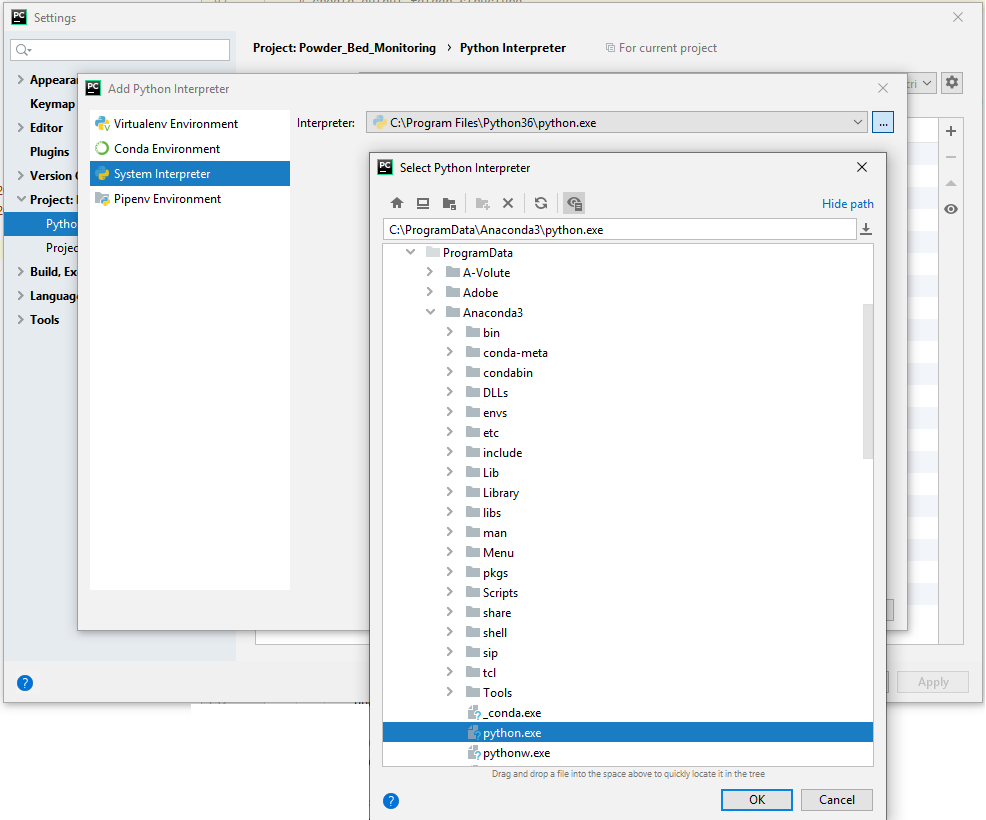 PC Settings
Project: Powder_Bed_Monitoring › Python Interpreter For current project
Appeara
Keymap
Editor
Plugins
Version C
Project:
Pytho
Projec
Build, Exe
Languag
Tools
PC Add Python Interpreter
Virtualenv Environment
Conda Environment
System Interpreter
Pipenv Environment
Interpreter: C:\Program Files\Python36\python.exe ...
PC Select Python Interpreter
Hide path
C:\ProgramData\Anaconda3\python.exe
ProgramData
A-Volute
Adobe
Anaconda3
bin
conda-meta
condabin
DLLs
envs
etc
include
Lib
Library
libs
man
Menu
pkgs
Scripts
share
shell
sip
tcl
Tools
_conda.exe
python.exe
pythonw.exe
Drag and drop a file into the space above to quickly locate it in the tree
? OK Cancel
? Apply